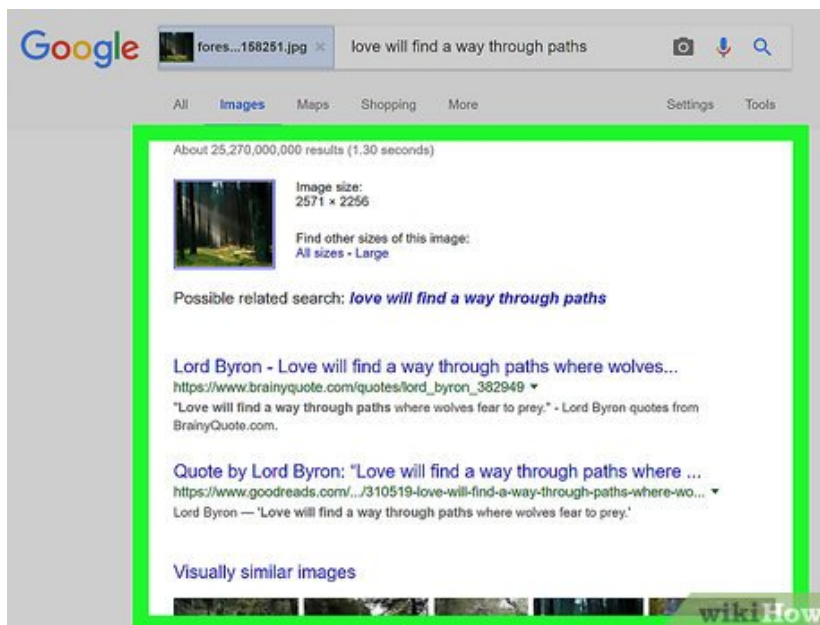 Google fores...158251.jpg × love will find a way through paths
All Images Maps Shopping More Settings Tools
About 25,270,000,000 results (1.30 seconds)
Image size:
2571 × 2256
Find other sizes of this image:
All sizes - Large
Possible related search: love will find a way through paths
Lord Byron - Love will find a way through paths where wolves...
https://www.brainyquote.com/quotes/lord_byron_382949
"Love will find a way through paths where wolves fear to prey." - Lord Byron quotes from
BrainyQuote.com.
Quote by Lord Byron: "Love will find a way through paths where ...
https://www.goodreads.com/.../310519-love-will-find-a-way-through-paths-where-wo...
Lord Byron — 'Love will find a way through paths where wolves fear to prey.'
Visually similar images
wikiHow